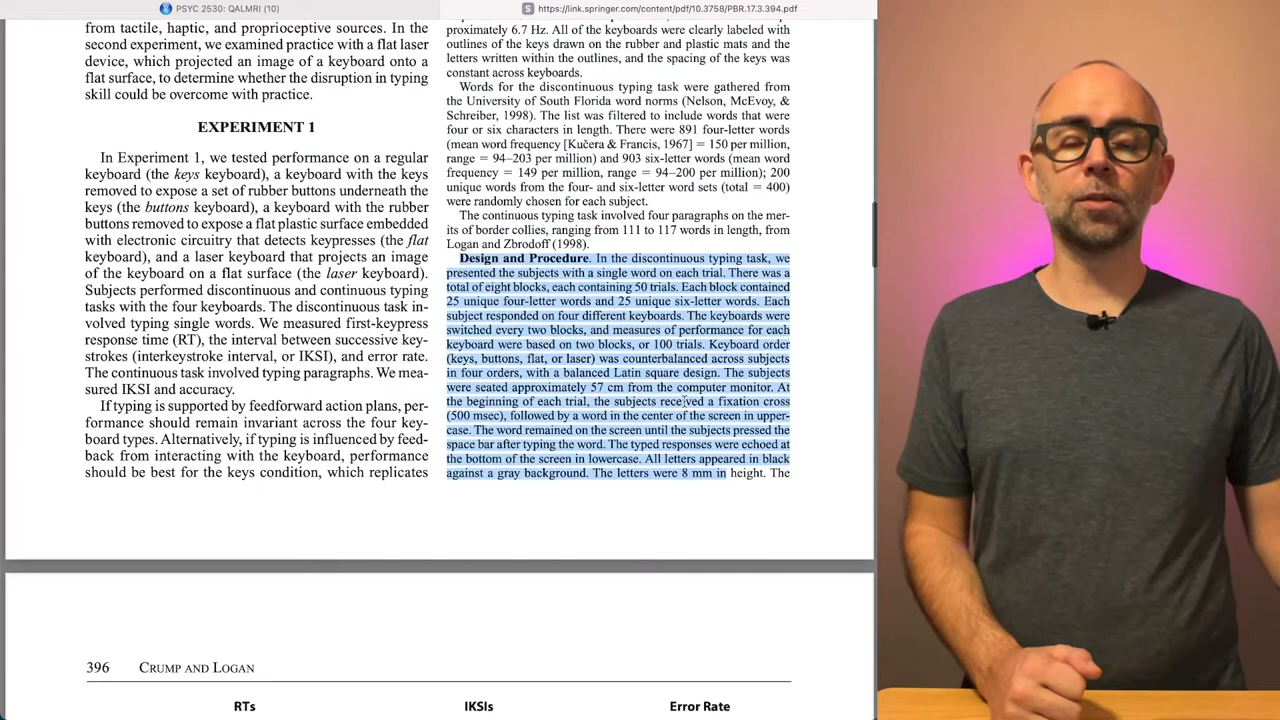 PSYC 2530: QALMRI (10)
https://link.springer.com/content/pdf/10.3758/PBR.17.3.394.pdf
from tactile, haptic, and proprioceptive sources. In the
second experiment, we examined practice with a flat laser
device, which projected an image of a keyboard onto a
flat surface, to determine whether the disruption in typing
skill could be overcome with practice.
EXPERIMENT 1
In Experiment 1, we tested performance on a regular
keyboard (the keys keyboard), a keyboard with the keys
removed to expose a set of rubber buttons underneath the
keys (the buttons keyboard), a keyboard with the rubber
buttons removed to expose a flat plastic surface embedded
with electronic circuitry that detects keypresses (the flat
keyboard), and a laser keyboard that projects an image
of the keyboard on a flat surface (the laser keyboard).
Subjects performed discontinuous and continuous typing
tasks with the four keyboards. The discontinuous task in-
volved typing single words. We measured first-keypress
response time (RT), the interval between successive key-
strokes (interkeystroke interval, or IKSI), and error rate.
The continuous task involved typing paragraphs. We mea-
sured IKSI and accuracy.
If typing is supported by feedforward action plans, per-
formance should remain invariant across the four key-
board types. Alternatively, if typing is influenced by feed-
back from interacting with the keyboard, performance
should be best for the keys condition, which replicates
proximately 6.7 Hz. All of the keyboards were clearly labeled with
outlines of the keys drawn on the rubber and plastic mats and the
letters written within the outlines, and the spacing of the keys was
constant across keyboards.
Words for the discontinuous typing task were gathered from
the University of South Florida word norms (Nelson, McEvoy, &
Schreiber, 1998). The list was filtered to include words that were
four or six characters in length. There were 891 four-letter words
(mean word frequency [Kučera & Francis, 1967] = 150 per million,
range = 94–203 per million) and 903 six-letter words (mean word
frequency = 149 per million, range = 94–200 per million); 200
unique words from the four- and six-letter word sets (total = 400)
were randomly chosen for each subject.
The continuous typing task involved four paragraphs on the mer-
its of border collies, ranging from 111 to 117 words in length, from
Logan and Zbrodoff (1998).
Design and Procedure. In the discontinuous typing task, we
presented the subjects with a single word on each trial. There was a
total of eight blocks, each containing 50 trials. Each block contained
25 unique four-letter words and 25 unique six-letter words. Each
subject responded on four different keyboards. The keyboards were
switched every two blocks, and measures of performance for each
keyboard were based on two blocks, or 100 trials. Keyboard order
(keys, buttons, flat, or laser) was counterbalanced across subjects
in four orders, with a balanced Latin square design. The subjects
were seated approximately 57 cm from the computer monitor. At
the beginning of each trial, the subjects received a fixation cross
(500 msec), followed by a word in the center of the screen in upper-
case. The word remained on the screen until the subjects pressed the
space bar after typing the word. The typed responses were echoed at
the bottom of the screen in lowercase. All letters appeared in black
against a gray background. The letters were 8 mm in height. The
396 CRUMP AND LOGAN
RTs IKSIs Error Rate